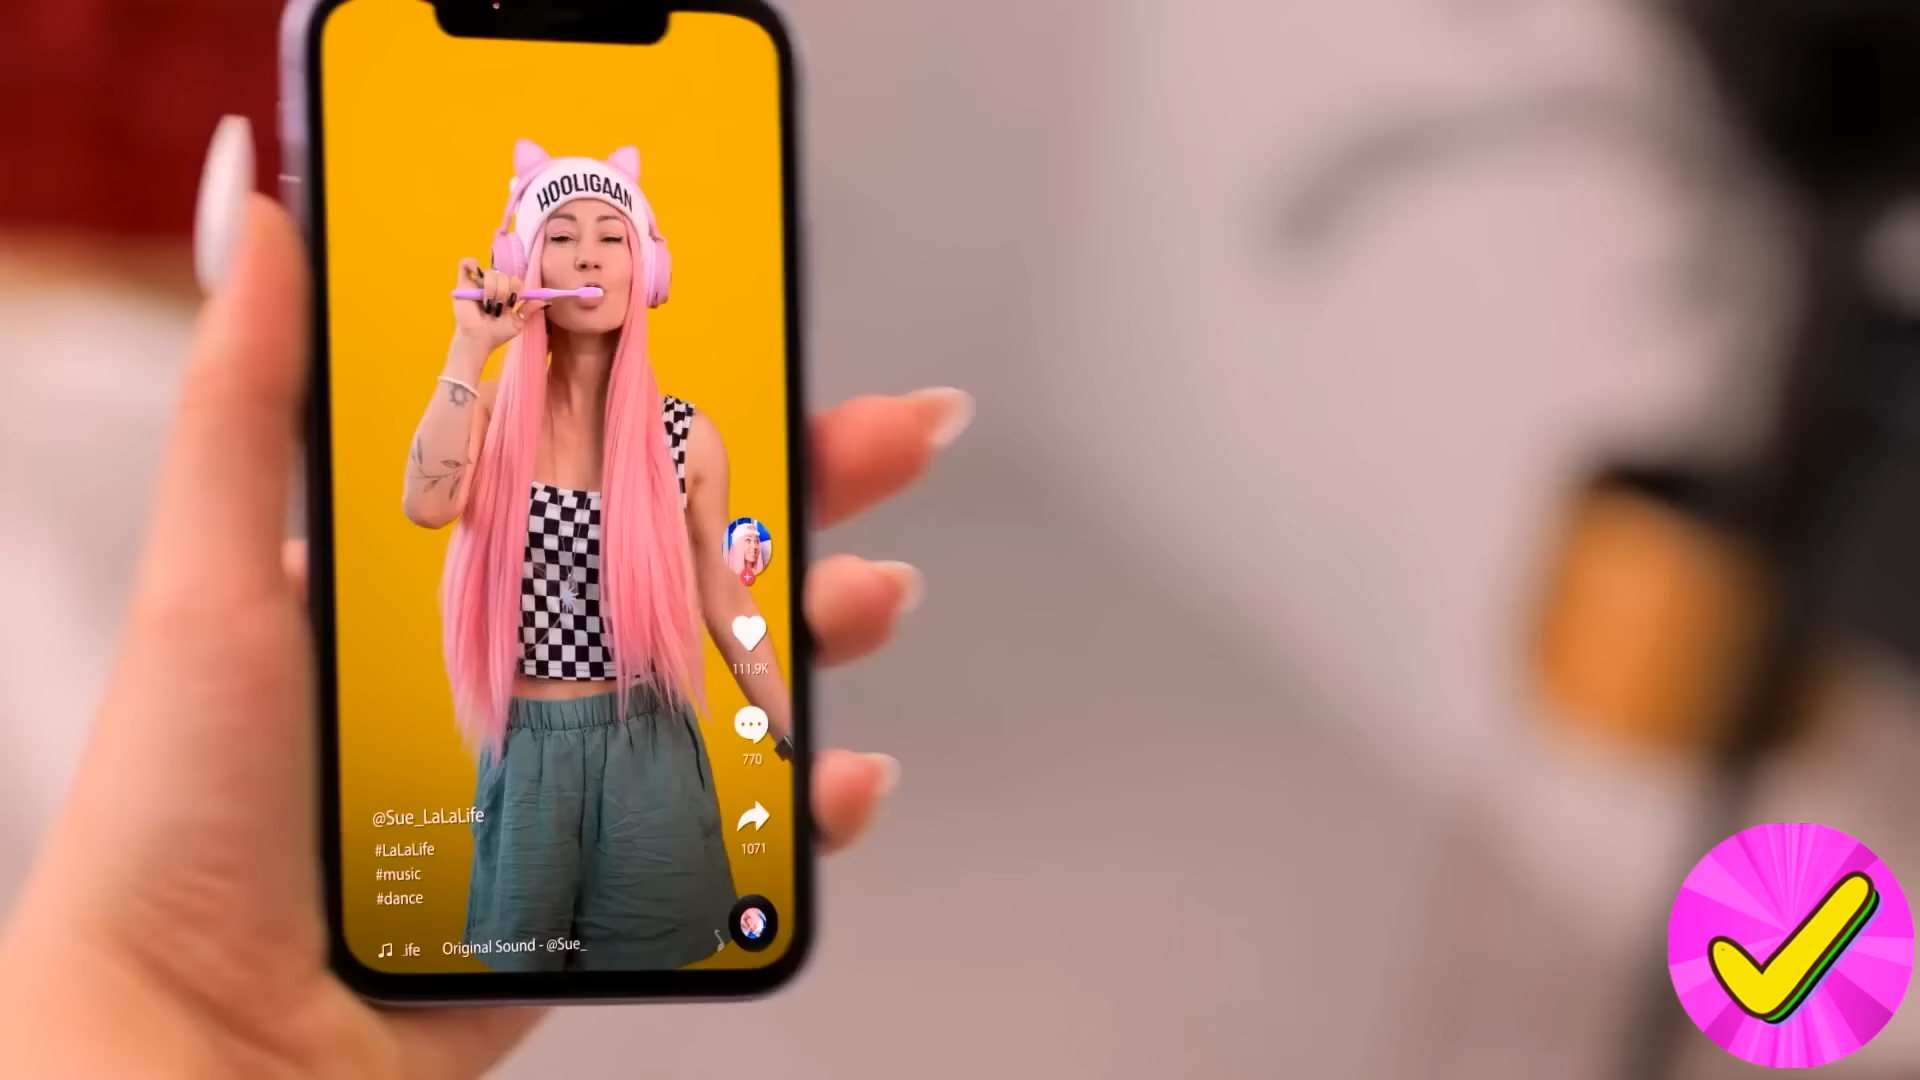 HOOLIGAAN
111.9K
770
@Sue_LaLaLife
1071
#LaLaLife
#music
#dance
.ife Original Sound - @Sue_